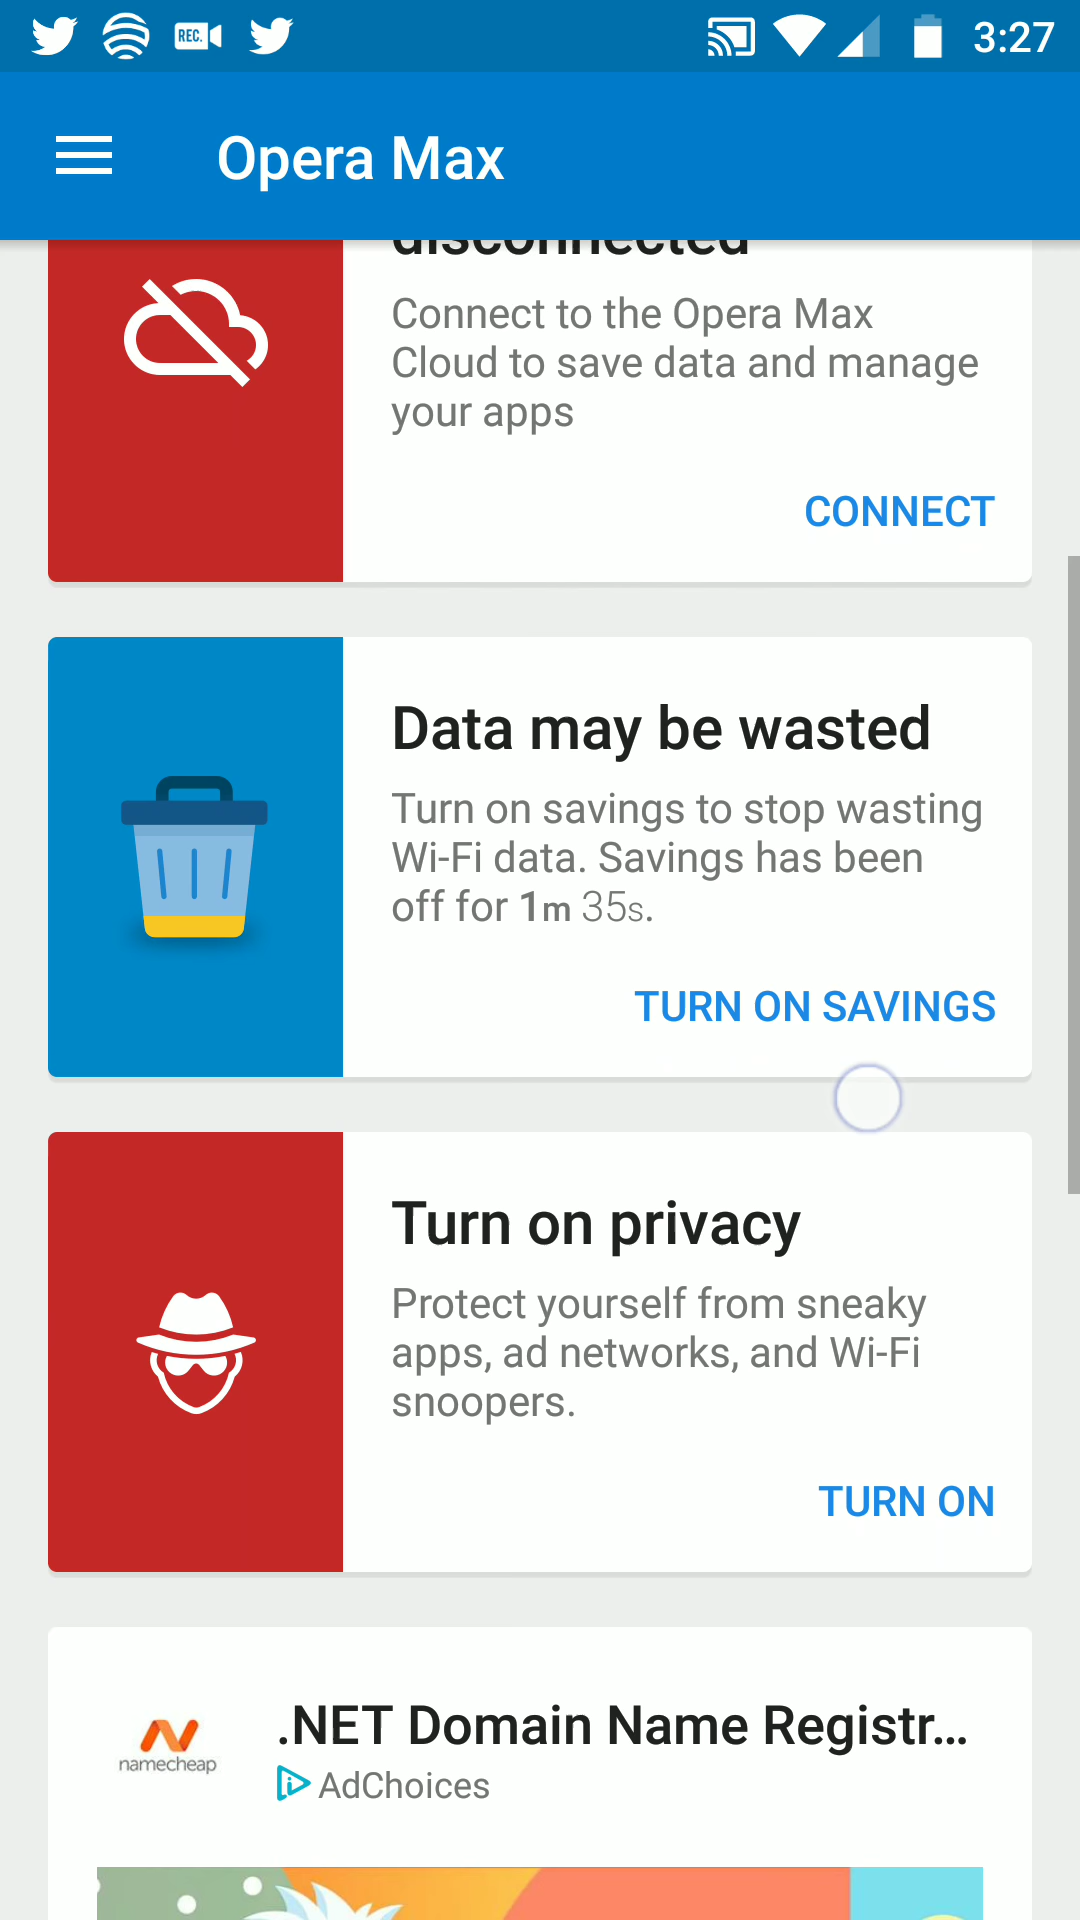 REC.
3:27
Opera Max
disconnected
Connect to the Opera Max
Cloud to save data and manage
your apps
CONNECT
Data may be wasted
Turn on savings to stop wasting
Wi-Fi data. Savings has been
off for 1m 35s.
TURN ON SAVINGS
Turn on privacy
Protect yourself from sneaky
apps, ad networks, and Wi-Fi
snoopers.
TURN ON
.NET Domain Name Registr...
namecheap
AdChoices